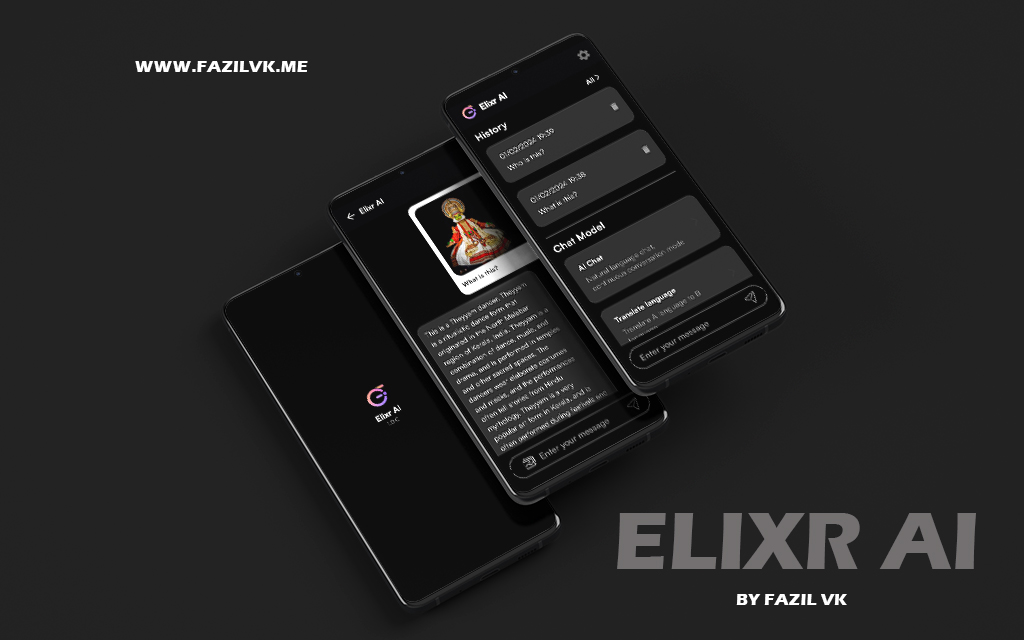 WWW.FAZILVK.ME
Elixr AI
All >
History
01/02/2024 19:39
Who is this?
01/02/2024 19:38
What is this?
Chat Model
AI Chat
Natural language chat,
continuous conversation mode
Translate language
Translate A language to B
Enter your message
Elixr AI
What is this?
This is a Theyyam dancer. Theyyam
is a ritualistic dance form that
originated in the North Malabar
region of Kerala, India. Theyyam is a
combination of dance, music, and
drama, and is performed in temples
and other sacred spaces. The
dancers wear elaborate costumes
and masks, and the performances
often tell stories from Hindu
mythology. Theyyam is a very
popular art form in Kerala, and is
often performed during festivals and
Enter your message
Elixr AI
ELIXR AI
BY FAZIL VK